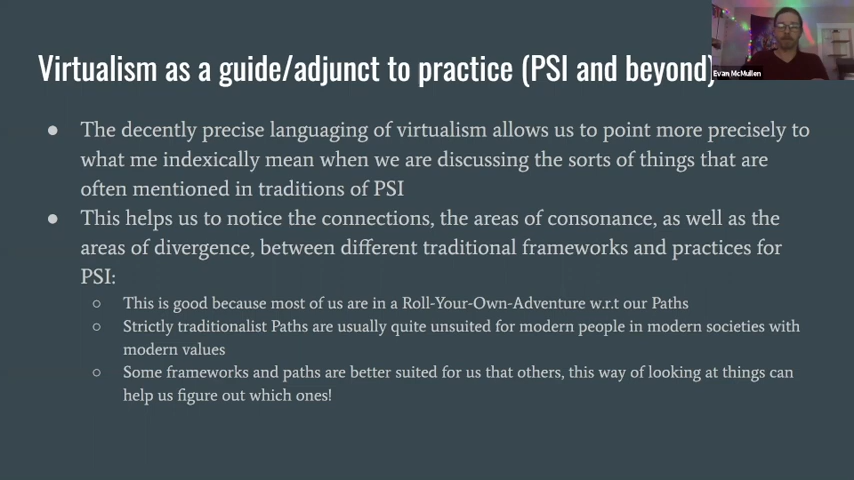 Virtualism as a guide/adjunct to practice (PSI and beyond)
Evan McMullen
● The decently precise languaging of virtualism allows us to point more precisely to
what me indexically mean when we are discussing the sorts of things that are
often mentioned in traditions of PSI
● This helps us to notice the connections, the areas of consonance, as well as the
areas of divergence, between different traditional frameworks and practices for
PSI:
○ This is good because most of us are in a Roll-Your-Own-Adventure w.r.t our Paths
○ Strictly traditionalist Paths are usually quite unsuited for modern people in modern societies with
modern values
○ Some frameworks and paths are better suited for us that others, this way of looking at things can
help us figure out which ones!